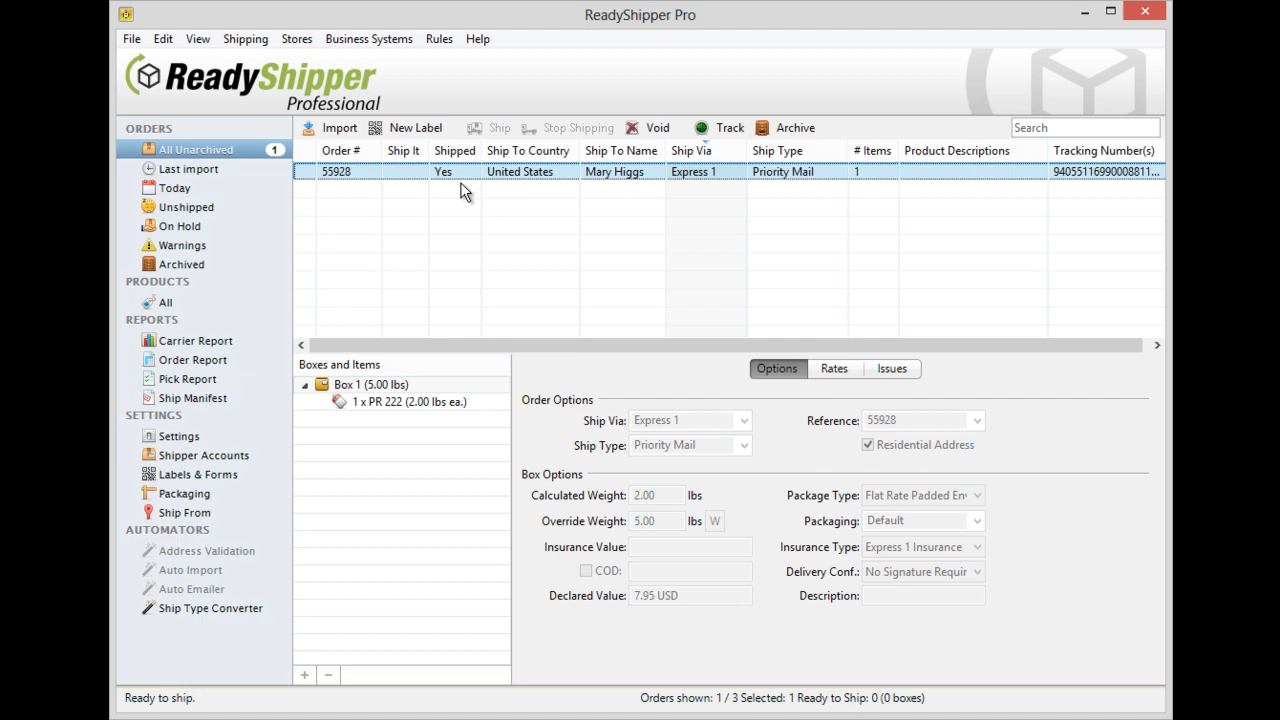 ReadyShipper Pro
File Edit View Shipping Stores Business Systems Rules Help
ReadyShipper
Professional
ORDERS
All Unarchived 1
Last import
Today
Unshipped
On Hold
Warnings
Archived
PRODUCTS
All
REPORTS
Carrier Report
Order Report
Pick Report
Ship Manifest
SETTINGS
Settings
Shipper Accounts
Labels & Forms
Packaging
Ship From
AUTOMATORS
Address Validation
Auto Import
Auto Emailer
Ship Type Converter
Import New Label Ship Stop Shipping Void Track Archive Search
Order # Ship It Shipped Ship To Country Ship To Name Ship Via Ship Type # Items Product Descriptions Tracking Number(s)
55928 Yes United States Mary Higgs Express 1 Priority Mail 1 94055116990008811...
Boxes and Items
Box 1 (5.00 lbs)
1 x PR 222 (2.00 lbs ea.)
Options Rates Issues
Order Options
Ship Via: Express 1 Reference: 55928
Ship Type: Priority Mail Residential Address
Box Options
Calculated Weight: 2.00 lbs Package Type: Flat Rate Padded En
Override Weight: 5.00 lbs W Packaging: Default
Insurance Value: Insurance Type: Express 1 Insurance
COD: Delivery Conf.: No Signature Requir
Declared Value: 7.95 USD Description:
+ −
Ready to ship. Orders shown: 1 / 3 Selected: 1 Ready to Ship: 0 (0 boxes)